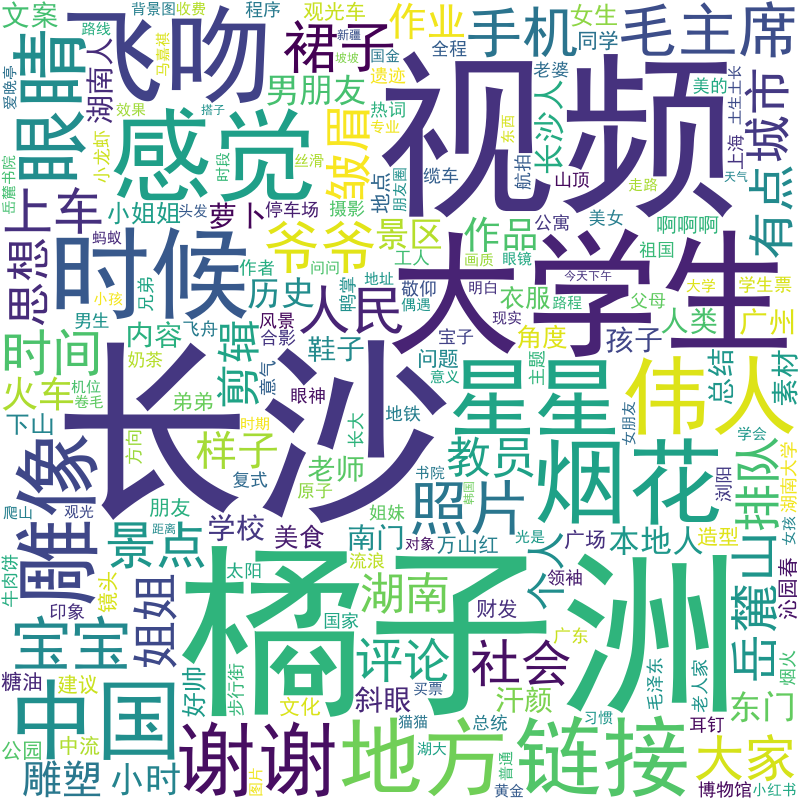 文案
背景图
收费
路线
观光车
程序
作业
手机
女生
同学
毛主席
飞吻
裙子
马嘉祺
国金
新疆
坡坡
全程
老婆
美的
土生土长
眼睛
湖南人
爱晚亭
效果
搭子
男朋友
遗迹
热词
专业
视频
东西
长沙人
上海
天气
有点
城市
岳麓书院
小龙虾
时段
丝滑
感觉
皱眉
地点
朋友圈
缆车
航拍
山顶
走路
上车
头发
小姐姐
萝卜
停车场
摄影
爷爷
景区
作品
公寓
美女
啊啊啊
思想
蚂蚁
时候
作者
问问
地址
工人
画质
眼镜
今天下午
祖国
大学
学生票
小孩
兄弟
历史
鸭掌
敬仰
明白
衣服
路程
父母
大学生
男生
飞舟
风景
合影
人民
偶遇
现实
人类
广州
时间
内容
奶茶
剪辑
意气
鞋子
宝子
角度
孩子
火车
机位
卷毛
弟弟
长大
眼神
长沙
问题
意义
主题
总结
素材
下山
方向
样子
时期
地铁
星星
伟人
女朋友
学会
湖南大学
雕像
复式
原子
老师
教员
书院
浏阳
排队
爬山
观光
朋友
姐妹
韩国
烟花
女孩
距离
学校
美食
照片
景点
南门
万山红
对象
光是
广场
本地人
造型
牛肉饼
太阳
流浪
领袖
个人
岳麓山
沁园春
印象
镜头
姐姐
橘子洲
湖南
财发
国家
广东
烟火
宝宝
糖油
建议
好帅
步行街
评论
社会
毛泽东
老人家
中国
文化
斜眼
买票
汗颜
习惯
耳钉
东门
公园
中流
猫猫
总统
谢谢
地方
链接
大家
雕塑
小时
图片
湖大
黄金
普通
博物馆
小红书